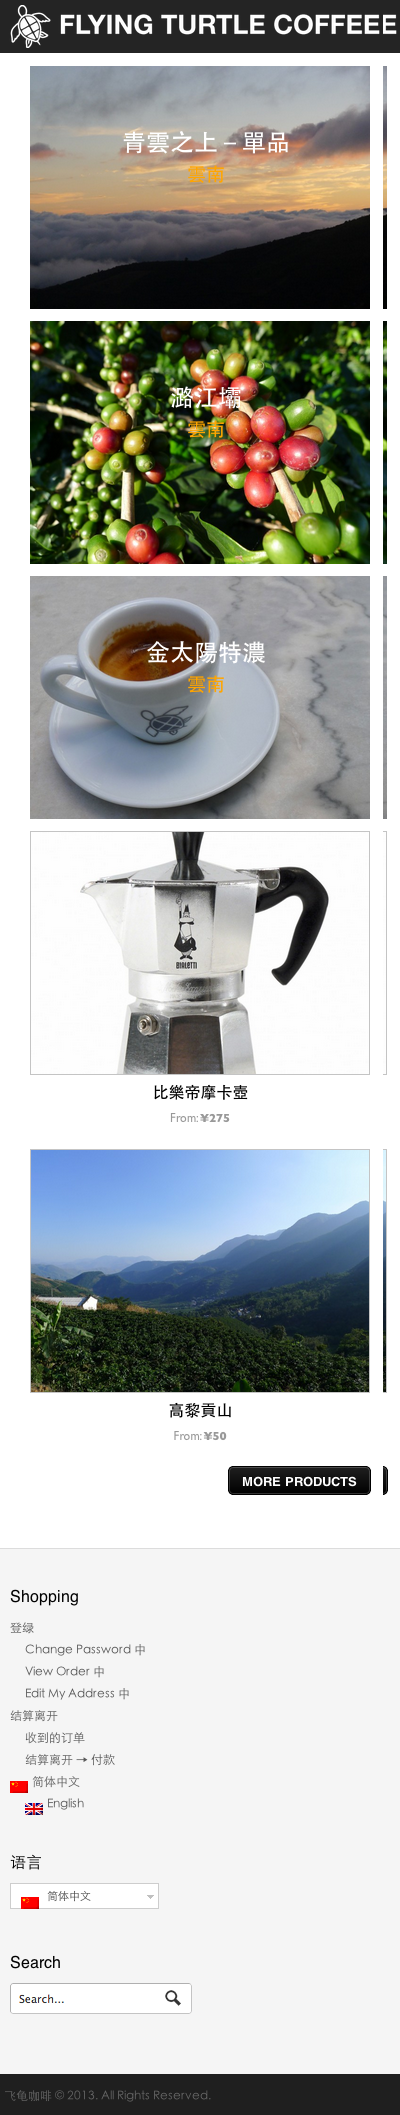 FLYING TURTLE COFFEEE
青雲之上 – 單品
雲南
潞江壩
雲南
金太陽特濃
雲南
BIALETTI
比樂帝摩卡壺
From: ¥275
高黎貢山
From: ¥50
MORE PRODUCTS
Shopping
登绿
Change Password 中
View Order 中
Edit My Address 中
结算离开
收到的订单
结算离开 → 付款
简体中文
English
语言
简体中文
Search
Search...
飞龟咖啡 © 2013. All Rights Reserved.